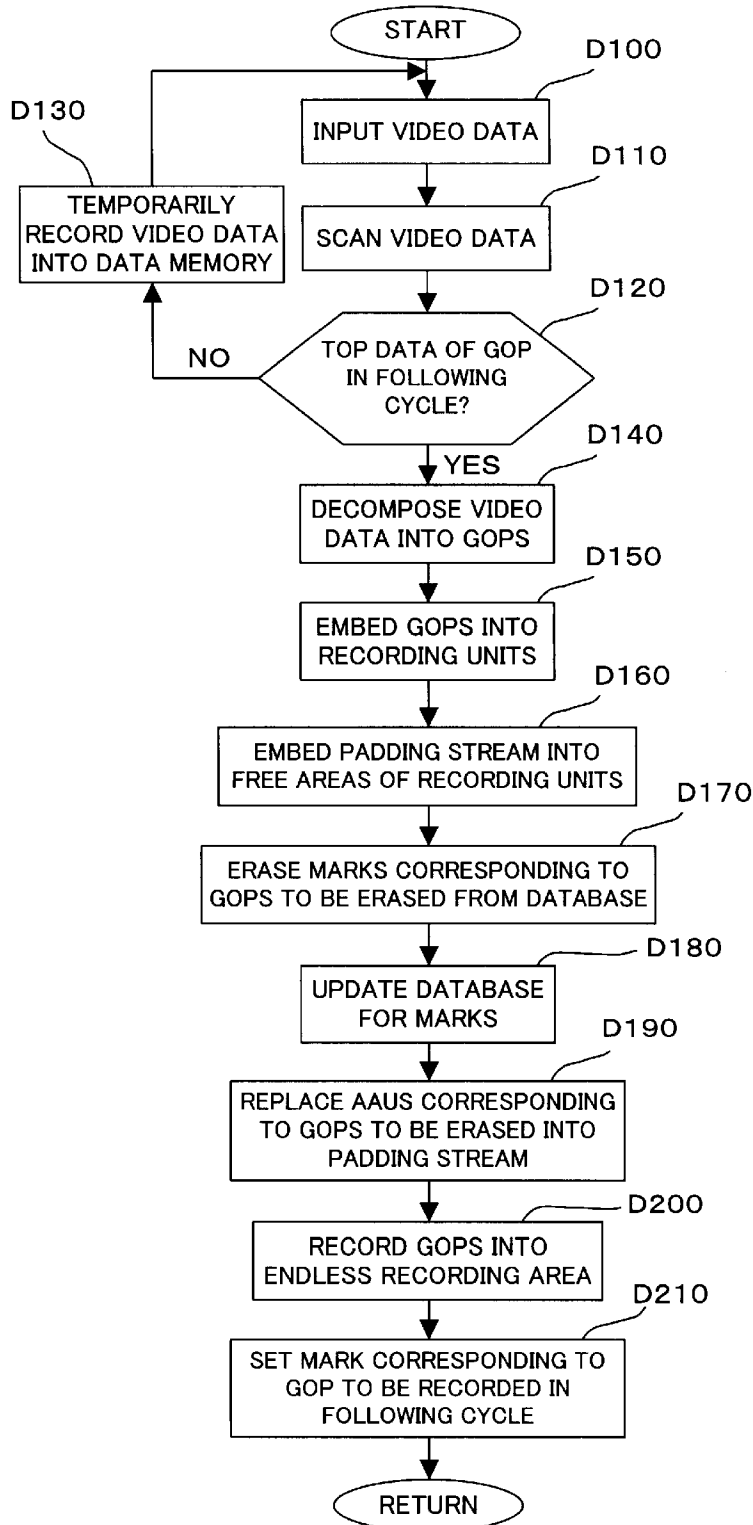 START
D100
INPUT VIDEO DATA
D110
SCAN VIDEO DATA
D130
TEMPORARILY
RECORD VIDEO DATA
INTO DATA MEMORY
D120
TOP DATA OF GOP
IN FOLLOWING
CYCLE?
NO
YES
D140
DECOMPOSE VIDEO
DATA INTO GOPS
D150
EMBED GOPS INTO
RECORDING UNITS
D160
EMBED PADDING STREAM INTO
FREE AREAS OF RECORDING UNITS
D170
ERASE MARKS CORRESPONDING TO
GOPS TO BE ERASED FROM DATABASE
D180
UPDATE DATABASE
FOR MARKS
D190
REPLACE AAUS CORRESPONDING
TO GOPS TO BE ERASED INTO
PADDING STREAM
D200
RECORD GOPS INTO
ENDLESS RECORDING AREA
D210
SET MARK CORRESPONDING TO
GOP TO BE RECORDED IN
FOLLOWING CYCLE
RETURN